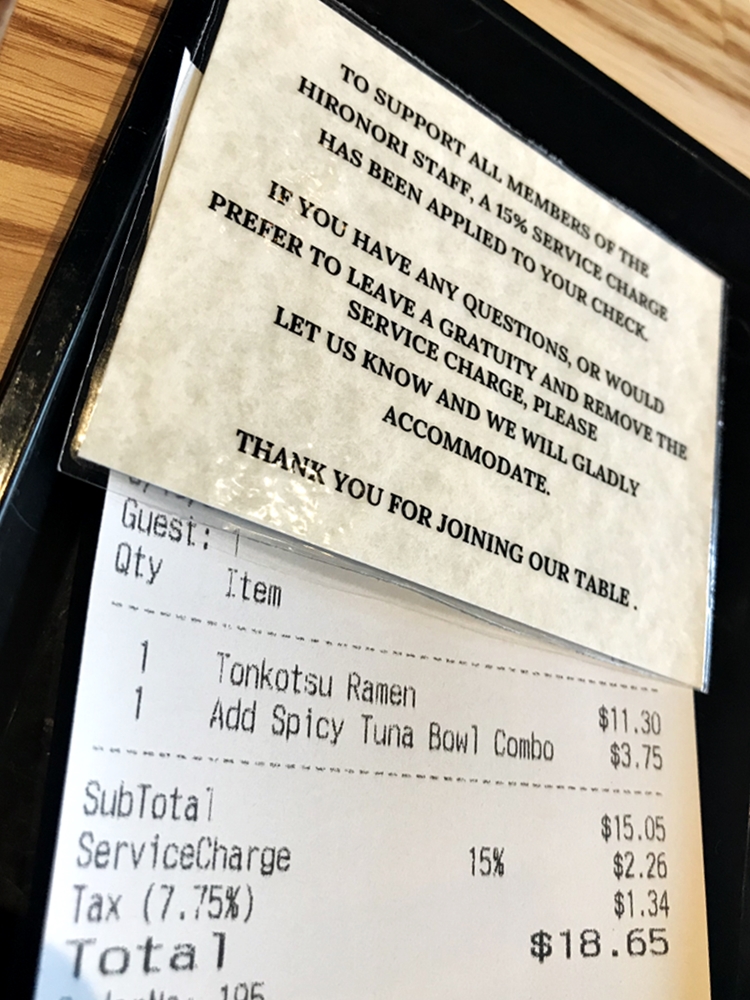 TO SUPPORT ALL MEMBERS OF THE
HIRONORI STAFF, A 15% SERVICE CHARGE
HAS BEEN APPLIED TO YOUR CHECK.
IF YOU HAVE ANY QUESTIONS, OR WOULD
PREFER TO LEAVE A GRATUITY AND REMOVE THE
SERVICE CHARGE, PLEASE
LET US KNOW AND WE WILL GLADLY
ACCOMMODATE.
THANK YOU FOR JOINING OUR TABLE.
Guest: 1
Qty Item
1 Tonkotsu Ramen $11.30
1 Add Spicy Tuna Bowl Combo $3.75
SubTotal $15.05
ServiceCharge 15% $2.26
Tax (7.75%) $1.34
Total $18.65
195